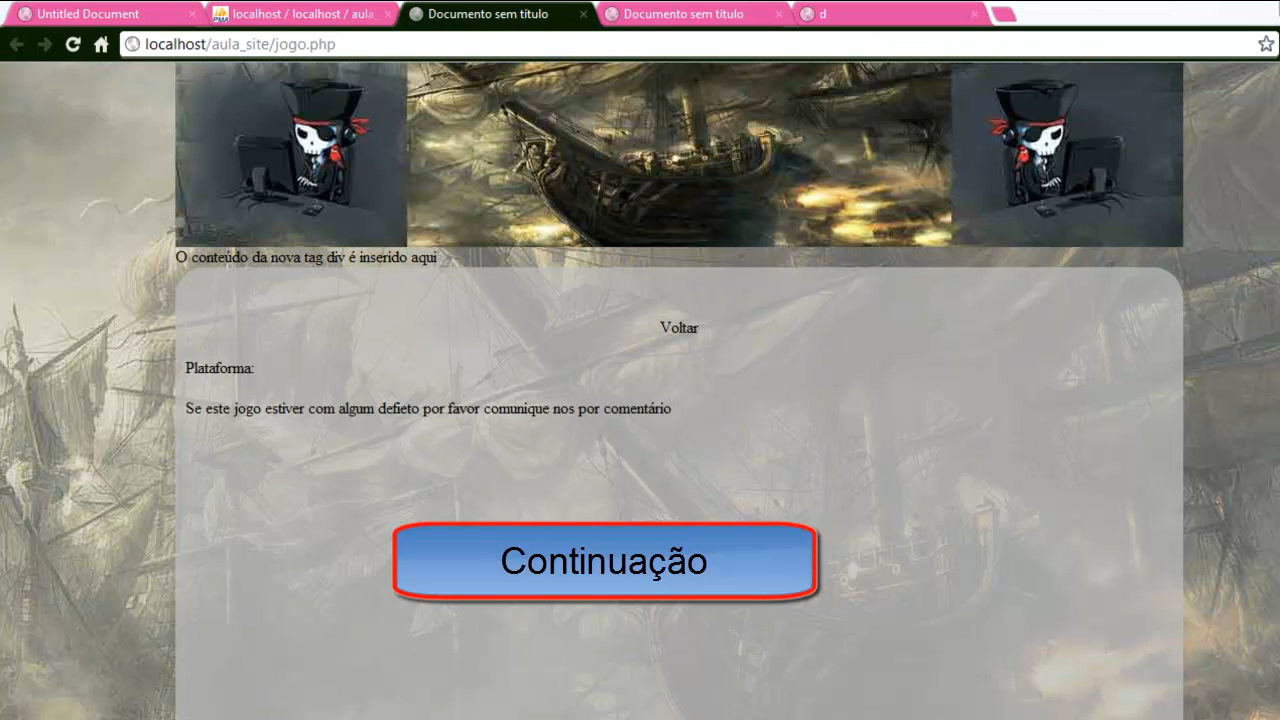 Untitled Document
localhost / localhost / aula_
Documento sem título
Documento sem título
d
PMA
localhost/aula_site/jogo.php
O conteúdo da nova tag div é inserido aqui
Voltar
Plataforma:
Se este jogo estiver com algum defieto por favor comunique nos por comentário
Continuação